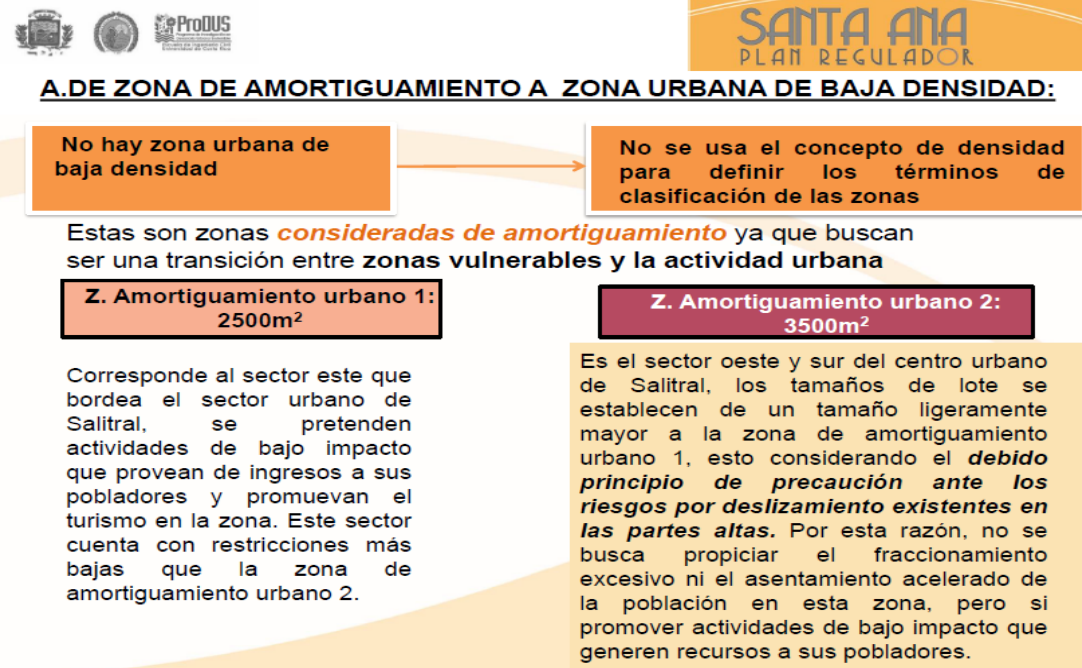 ProDUS
SANTA ANA
PLAN REGULADOR
A.DE ZONA DE AMORTIGUAMIENTO A ZONA URBANA DE BAJA DENSIDAD:
No hay zona urbana de
baja densidad
No se usa el concepto de densidad
para definir los términos de
clasificación de las zonas
Estas son zonas consideradas de amortiguamiento ya que buscan
ser una transición entre zonas vulnerables y la actividad urbana
Z. Amortiguamiento urbano 1:
2500m²
Corresponde al sector este que
bordea el sector urbano de
Salitral, se pretenden
actividades de bajo impacto
que provean de ingresos a sus
pobladores y promuevan el
turismo en la zona. Este sector
cuenta con restricciones más
bajas que la zona de
amortiguamiento urbano 2.
Z. Amortiguamiento urbano 2:
3500m²
Es el sector oeste y sur del centro urbano
de Salitral, los tamaños de lote se
establecen de un tamaño ligeramente
mayor a la zona de amortiguamiento
urbano 1, esto considerando el debido
principio de precaución ante los
riesgos por deslizamiento existentes en
las partes altas. Por esta razón, no se
busca propiciar el fraccionamiento
excesivo ni el asentamiento acelerado de
la población en esta zona, pero si
promover actividades de bajo impacto que
generen recursos a sus pobladores.